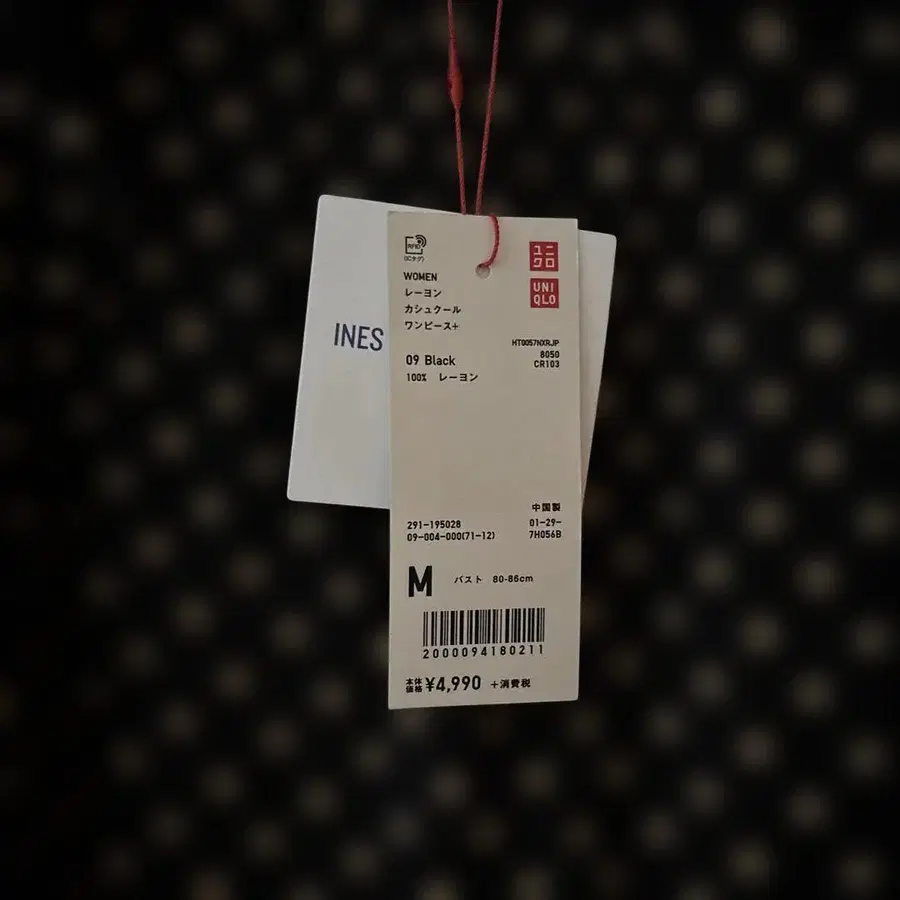 INES
RFID
(ICタグ)
ユニ
クロ
UNI
QLO
WOMEN
レーヨン
カシュクール
ワンピース+
HT0057NXRJP
8050
CR103
09 Black
100% レーヨン
中国製
291-195028
01-29-
09-004-000(71-12)
7H056B
M バスト 80-86cm
2000094180211
本体価格 ¥4,990 +消費税